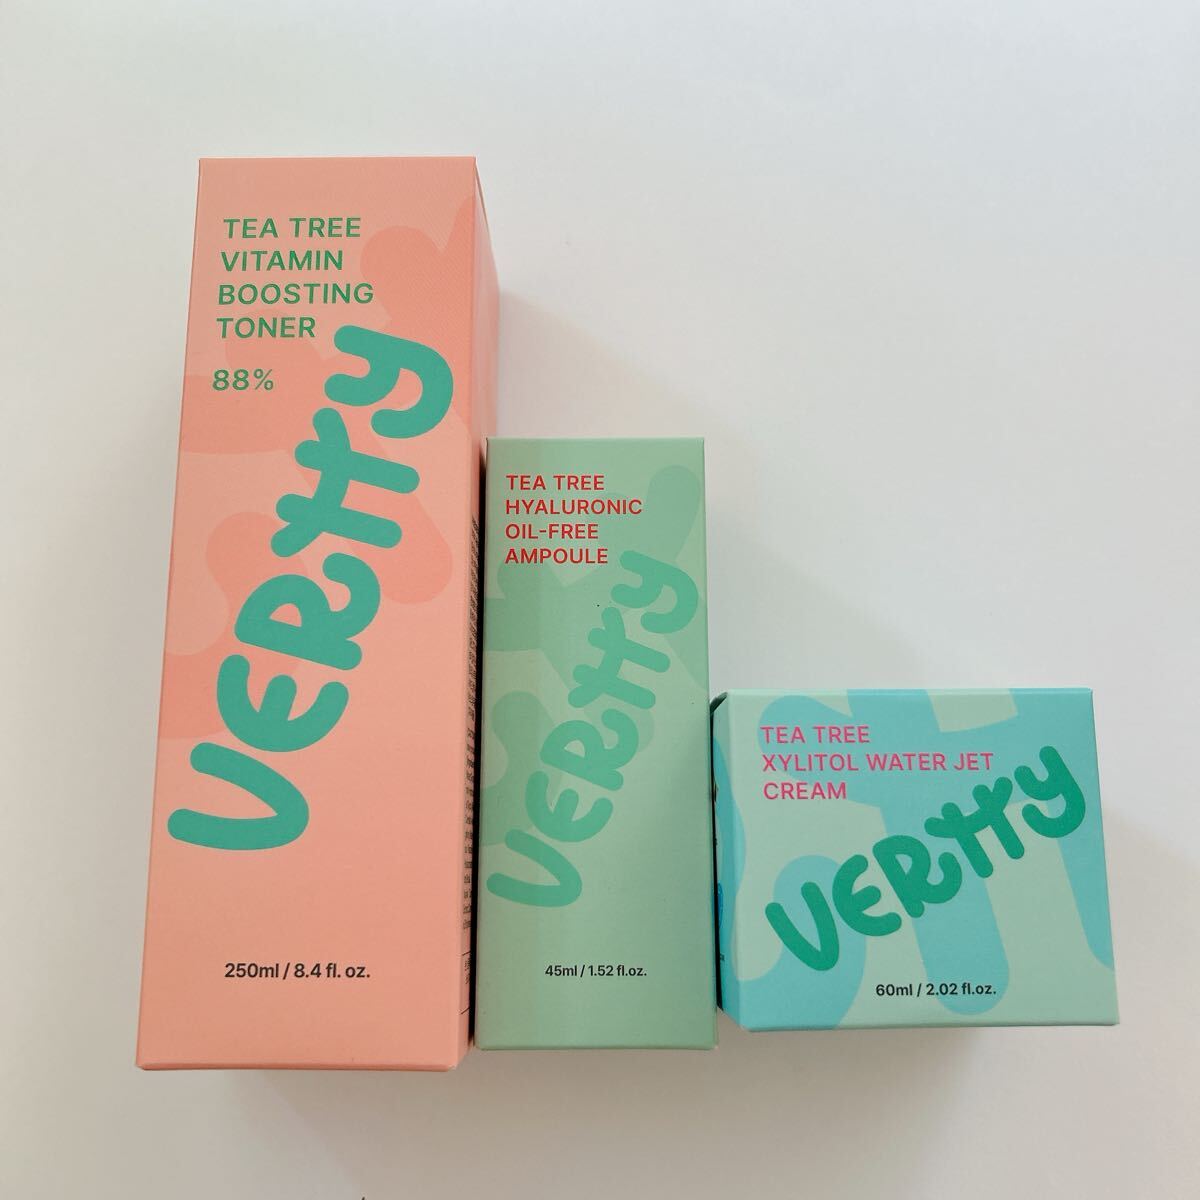 TEA TREE
VITAMIN
BOOSTING
TONER
88%
VERTTY
250ml / 8.4 fl. oz.
TEA TREE
HYALURONIC
OIL-FREE
AMPOULE
VERTTY
45ml / 1.52 fl.oz.
TEA TREE
XYLITOL WATER JET
CREAM
VERTTY
60ml / 2.02 fl.oz.